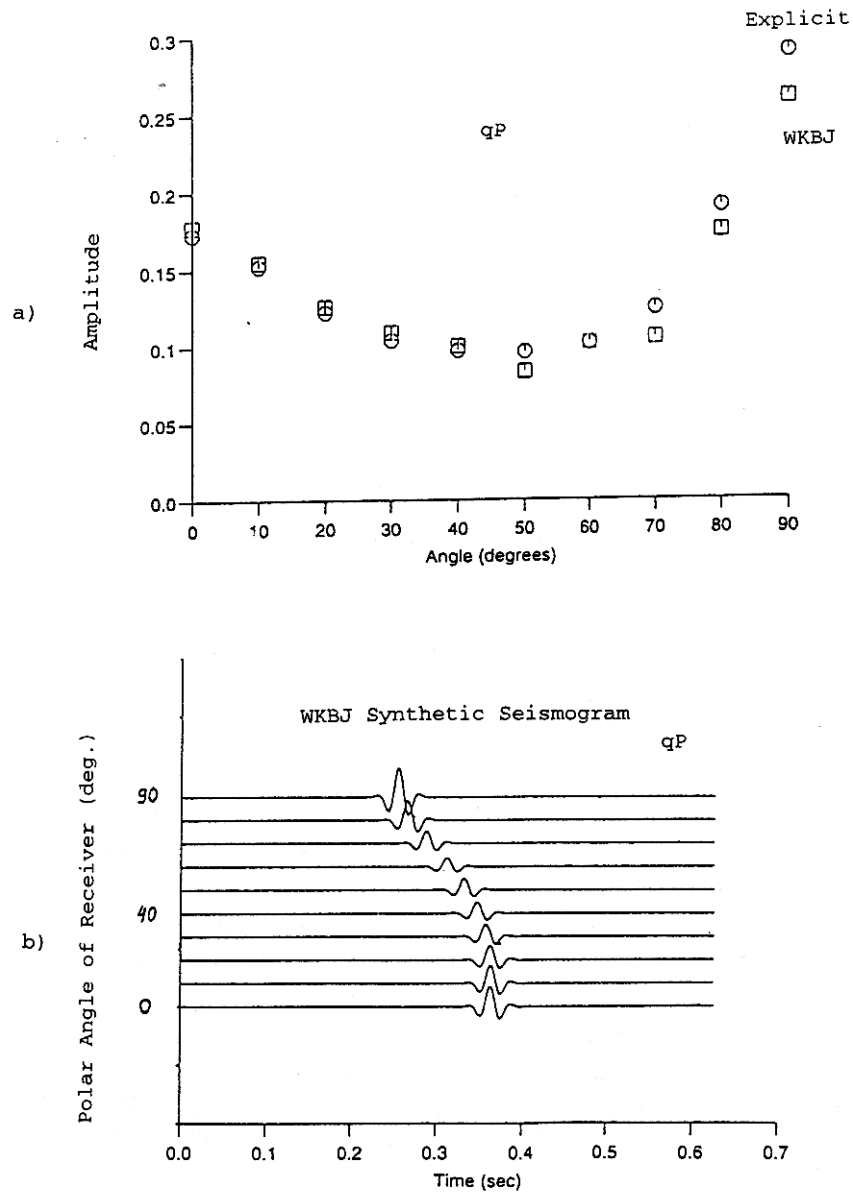 Explicit
0.3
0.25
qP
WKBJ
0.2
0.15
Amplitude
a)
0.1
0.05
0.0
0 10 20 30 40 50 60 70 80 90
Angle (degrees)
WKBJ Synthetic Seismogram
qP
Polar Angle of Receiver (deg.)
90
40
b)
0
0.0 0.1 0.2 0.3 0.4 0.5 0.6 0.7
Time (sec)